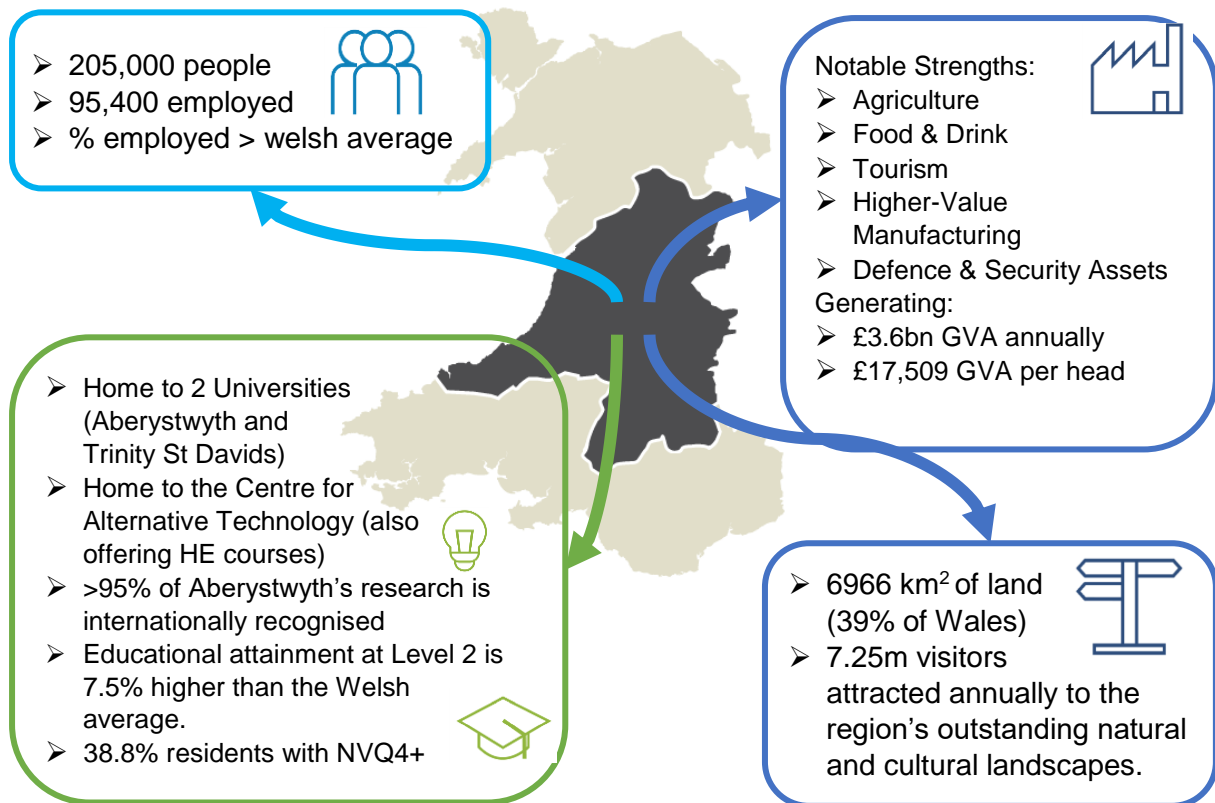 ➢ 205,000 people
➢ 95,400 employed
➢ % employed > welsh average
Notable Strengths:
➢ Agriculture
➢ Food & Drink
➢ Tourism
➢ Higher-Value
Manufacturing
➢ Defence & Security Assets
Generating:
➢ £3.6bn GVA annually
➢ £17,509 GVA per head
➢ Home to 2 Universities
(Aberystwyth and
Trinity St Davids)
➢ Home to the Centre for
Alternative Technology (also
offering HE courses)
➢ >95% of Aberystwyth’s research is
internationally recognised
➢ Educational attainment at Level 2 is
7.5% higher than the Welsh
average.
➢ 38.8% residents with NVQ4+
➢ 6966 km² of land
(39% of Wales)
➢ 7.25m visitors
attracted annually to the
region’s outstanding natural
and cultural landscapes.